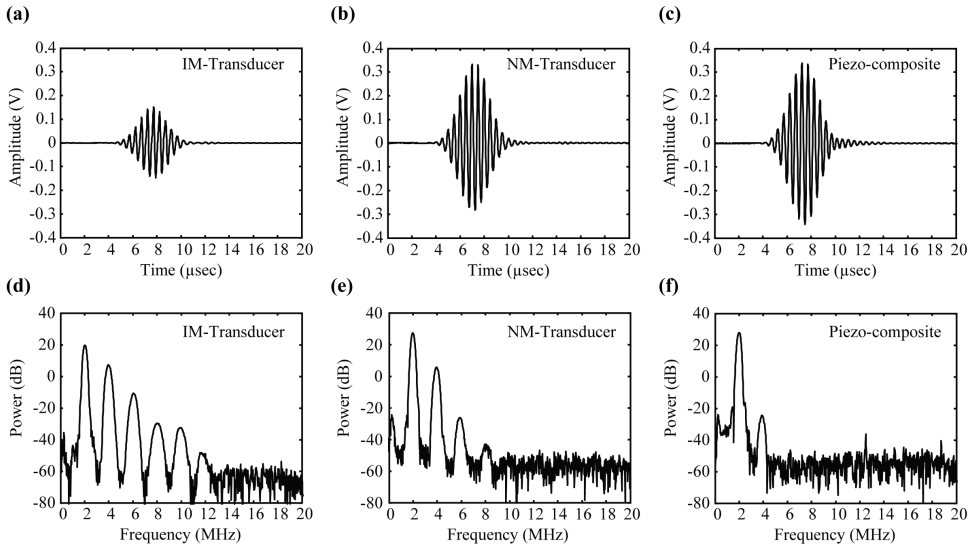 (a)
(b)
(c)
IM-Transducer
NM-Transducer
Piezo-composite
0.4
0.3
0.2
0.1
0
-0.1
-0.2
-0.3
-0.4
Amplitude (V)
0 2 4 6 8 10 12 14 16 18 20
Time (µsec)
0.4
0.3
0.2
0.1
0
-0.1
-0.2
-0.3
-0.4
Amplitude (V)
0 2 4 6 8 10 12 14 16 18 20
Time (µsec)
0.4
0.3
0.2
0.1
0
-0.1
-0.2
-0.3
-0.4
Amplitude (V)
0 2 4 6 8 10 12 14 16 18 20
Time (µsec)
(d)
(e)
(f)
IM-Transducer
NM-Transducer
Piezo-composite
40
20
0
-20
-40
-60
-80
Power (dB)
0 2 4 6 8 10 12 14 16 18 20
Frequency (MHz)
40
20
0
-20
-40
-60
-80
Power (dB)
0 2 4 6 8 10 12 14 16 18 20
Frequency (MHz)
40
20
0
-20
-40
-60
-80
Power (dB)
0 2 4 6 8 10 12 14 16 18 20
Frequency (MHz)